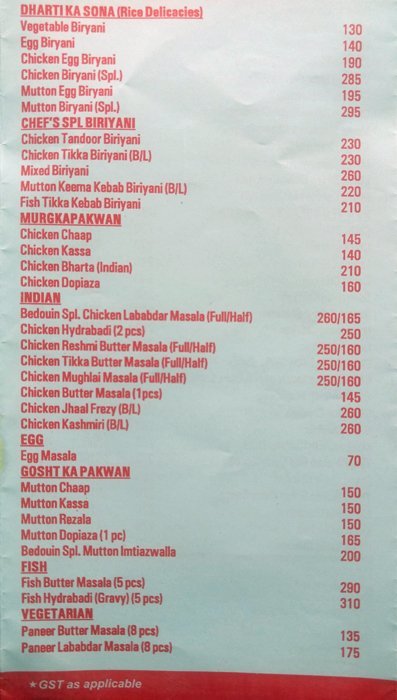 DHARTI KA SONA (Rice Delicacies)
Vegetable Biryani 130
Egg Biryani 140
Chicken Egg Biryani 190
Chicken Biryani (Spl.) 285
Mutton Egg Biryani 195
Mutton Biryani (Spl.) 295
CHEF'S SPL BIRIYANI
Chicken Tandoor Biriyani 230
Chicken Tikka Biriyani (B/L) 230
Mixed Biriyani 260
Mutton Keema Kebab Biriyani (B/L) 220
Fish Tikka Kebab Biriyani 210
MURGKAPAKWAN
Chicken Chaap 145
Chicken Kassa 140
Chicken Bharta (Indian) 210
Chicken Dopiaza 160
INDIAN
Bedouin Spl. Chicken Lababdar Masala (Full/Half) 260/165
Chicken Hydrabadi (2 pcs) 250
Chicken Reshmi Butter Masala (Full/Half) 250/160
Chicken Tikka Butter Masala (Full/Half) 250/160
Chicken Mughlai Masala (Full/Half) 250/160
Chicken Butter Masala (1pcs) 145
Chicken Jhaal Frezy (B/L) 260
Chicken Kashmiri (B/L) 260
EGG
Egg Masala 70
GOSHT KA PAKWAN
Mutton Chaap 150
Mutton Kassa 150
Mutton Rezala 150
Mutton Dopiaza (1 pc) 165
Bedouin Spl. Mutton Imtiazwalla 200
FISH
Fish Butter Masala (5 pcs) 290
Fish Hydrabadi (Gravy) (5 pcs) 310
VEGETARIAN
Paneer Butter Masala (8 pcs) 135
Paneer Lababdar Masala (8 pcs) 175
*GST as applicable